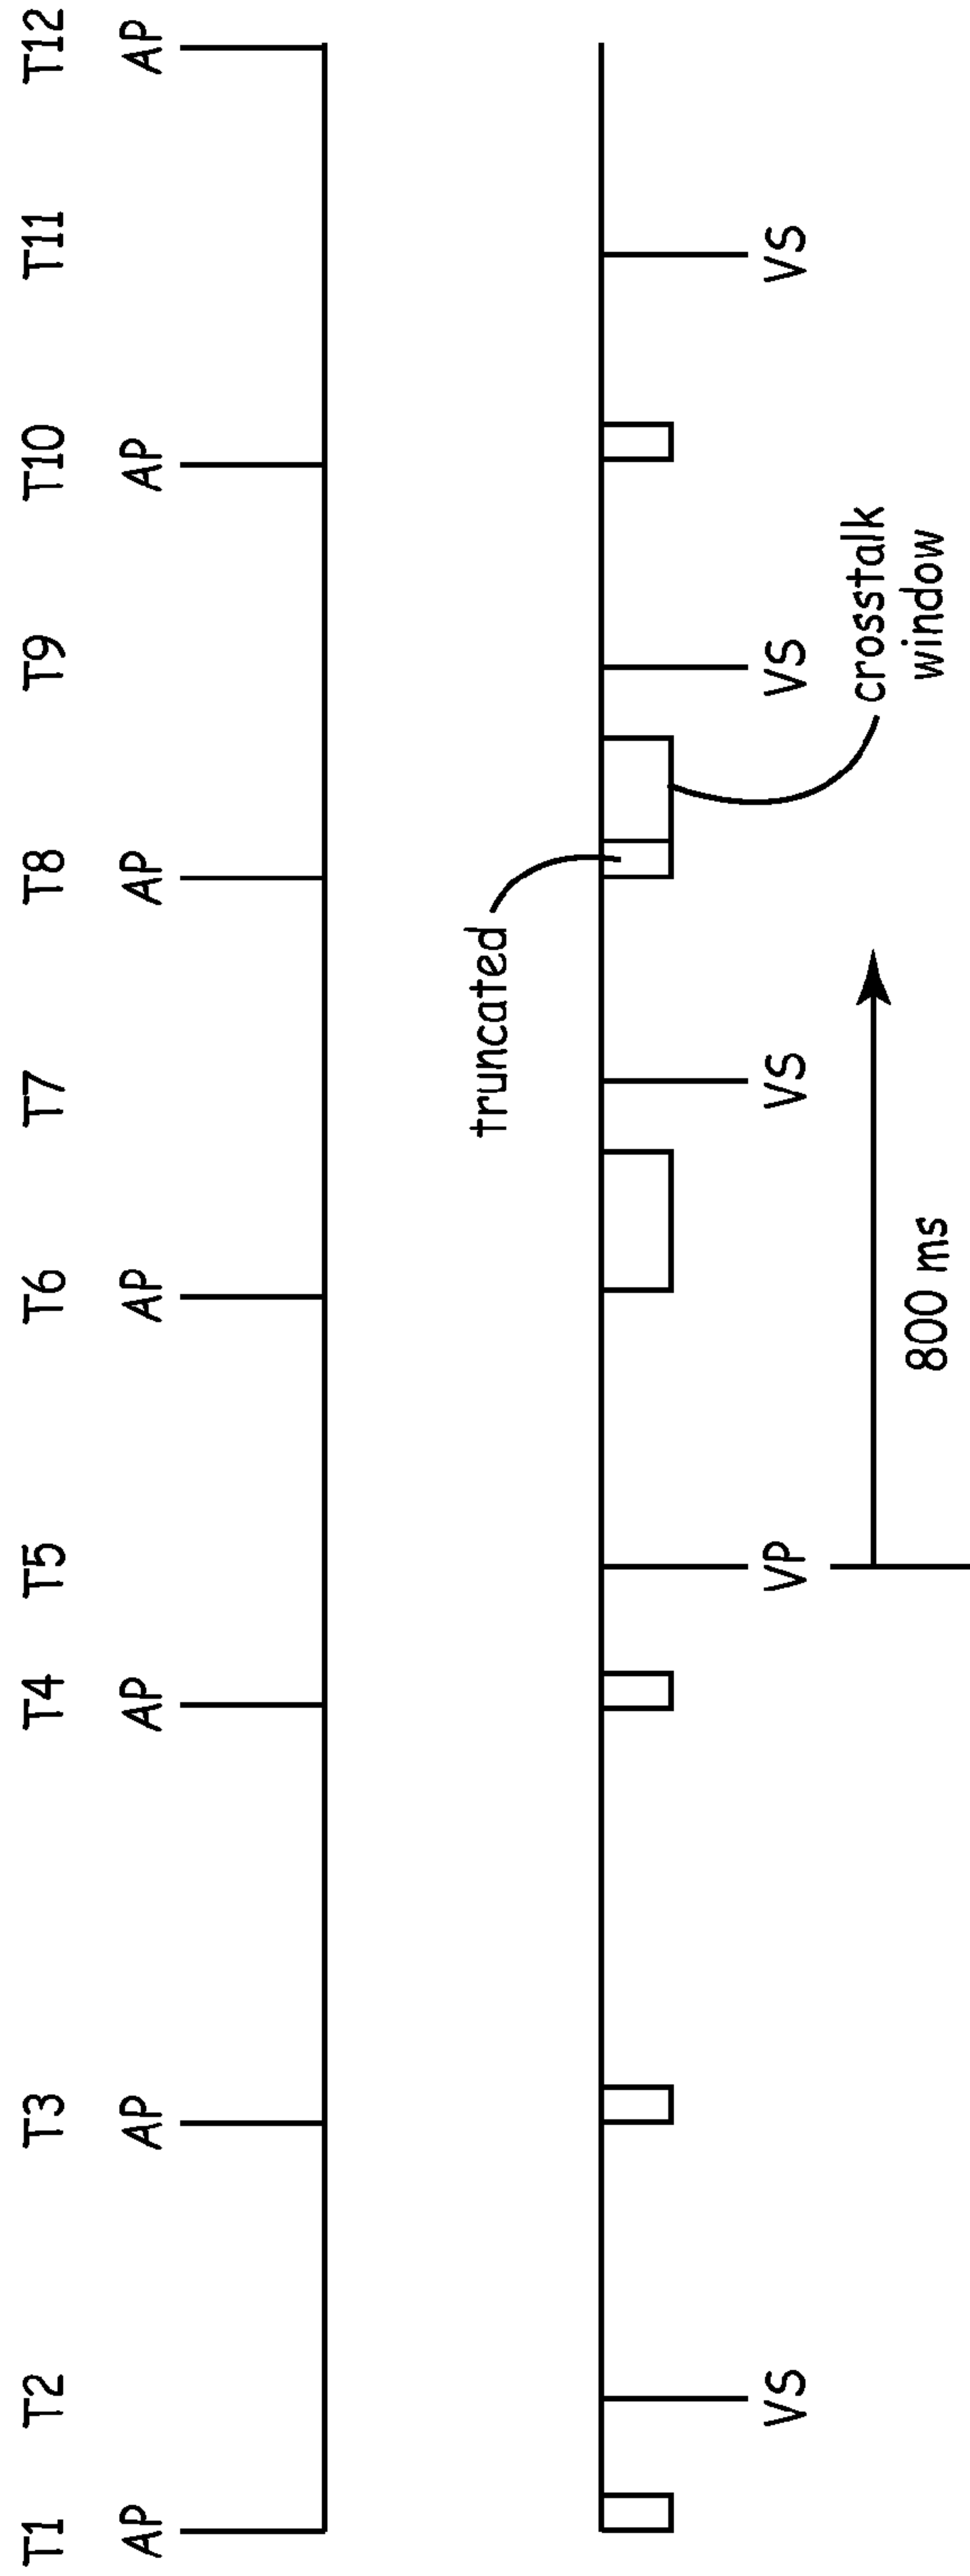 T1 T2 T3 T4 T5 T6 T7 T8 T9 T10 T11 T12
AP AP AP AP AP AP AP AP
truncated
VS VP VS VS VS
crosstalk
window
800 ms